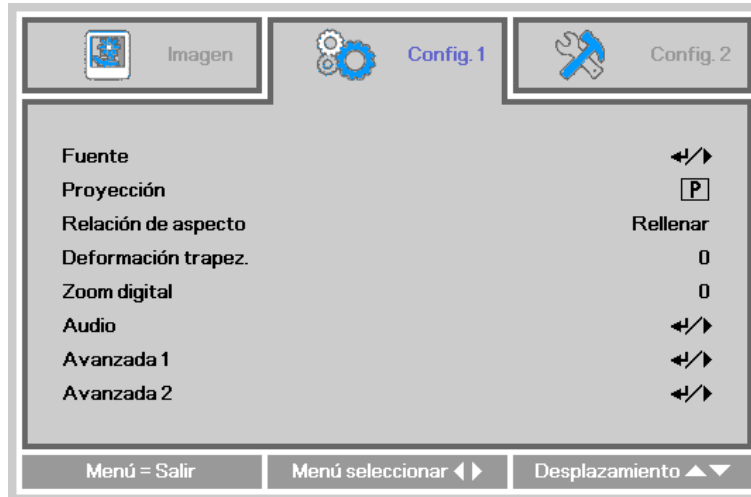 Imagen Config. 1 Config. 2
Fuente ↵/▶
Proyección P
Relación de aspecto Rellenar
Deformación trapez. 0
Zoom digital 0
Audio ↵/▶
Avanzada 1 ↵/▶
Avanzada 2 ↵/▶
Menú = Salir Menú seleccionar ◀▶ Desplazamiento ▲▼